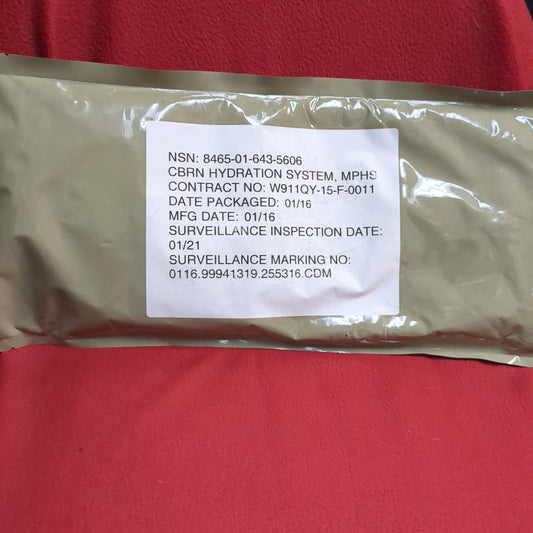 NSN: 8465-01-643-5606
CBRN HYDRATION SYSTEM, MPHS
CONTRACT NO: W911QY-15-F-0011
DATE PACKAGED: 01/16
MFG DATE: 01/16
SURVEILLANCE INSPECTION DATE:
01/21
SURVEILLANCE MARKING NO:
0116.99941319.255316.CDM